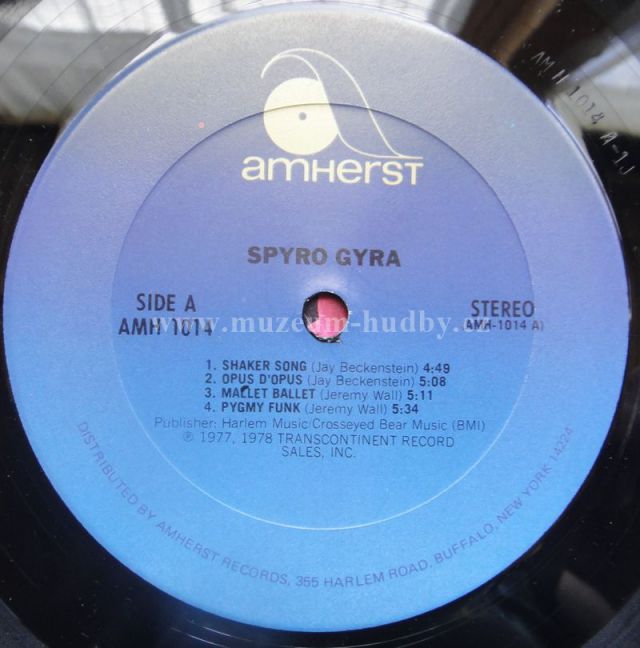 AMHERST
SPYRO GYRA
SIDE A
AMH 1014
STEREO
(AMH-1014 A)
www.muzeum-hudby.cz
1. SHAKER SONG (Jay Beckenstein) 4:49
2. OPUS D'OPUS (Jay Beckenstein) 5:08
3. MALLET BALLET (Jeremy Wall) 5:11
4. PYGMY FUNK (Jeremy Wall) 5:34
Publisher: Harlem Music/Crosseyed Bear Music (BMI)
℗ 1977, 1978 TRANSCONTINENT RECORD
SALES, INC.
DISTRIBUTED BY AMHERST RECORDS, 355 HARLEM ROAD, BUFFALO, NEW YORK 14224
AMH 1014 A-1J